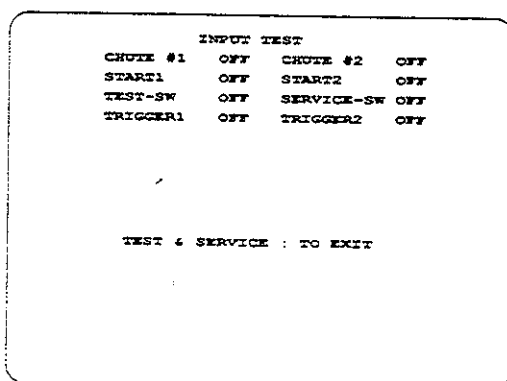 INPUT TEST
CHUTE #1 OFF CHUTE #2 OFF
START1 OFF START2 OFF
TEST-SW OFF SERVICE-SW OFF
TRIGGER1 OFF TRIGGER2 OFF
TEST & SERVICE : TO EXIT